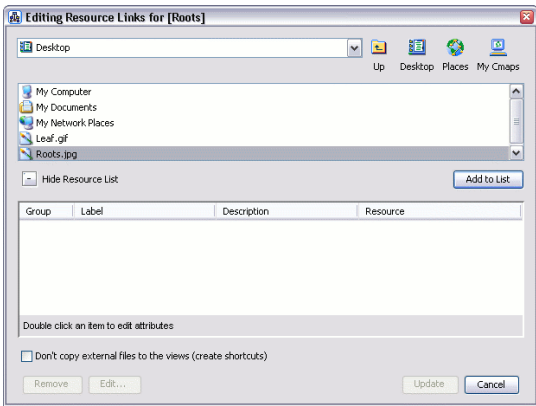 Editing Resource Links for [Roots]
Desktop
Up Desktop Places My Cmaps
My Computer
My Documents
My Network Places
Leaf.gif
Roots.jpg
Hide Resource List
Add to List
Group Label Description Resource
Double click an item to edit attributes
Don't copy external files to the views (create shortcuts)
Remove Edit... Update Cancel